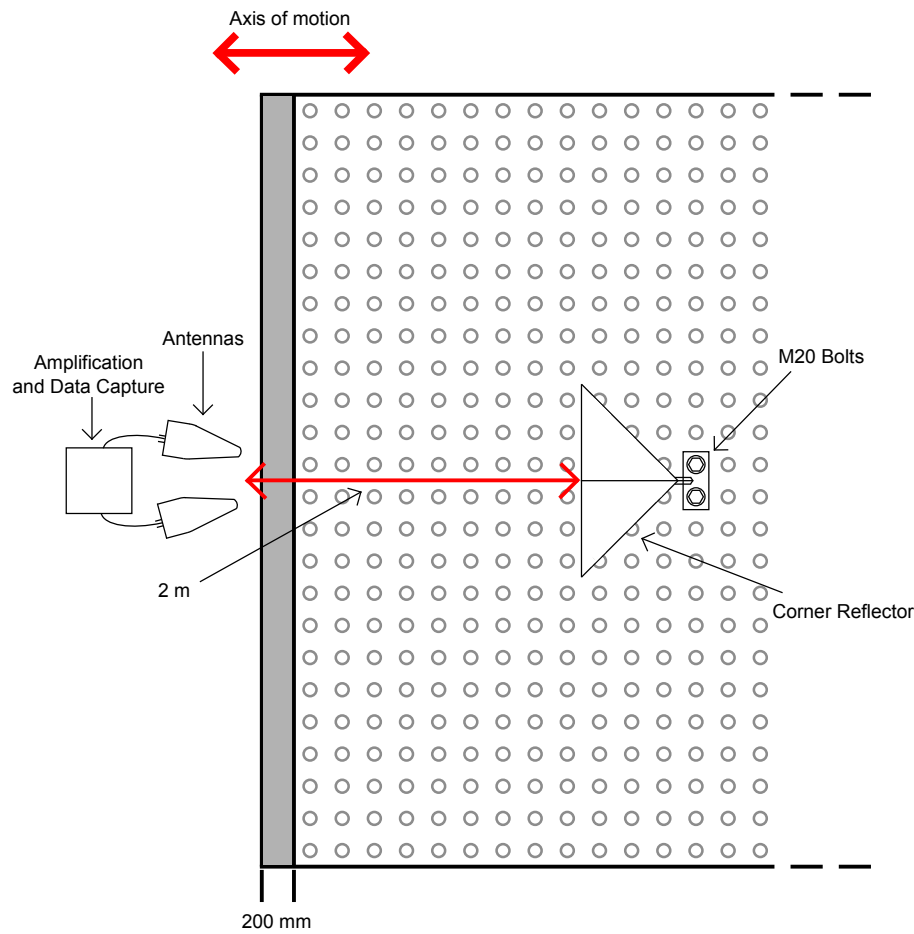 Axis of motion
Antennas
Amplification
and Data Capture
M20 Bolts
2 m
Corner Reflector
200 mm